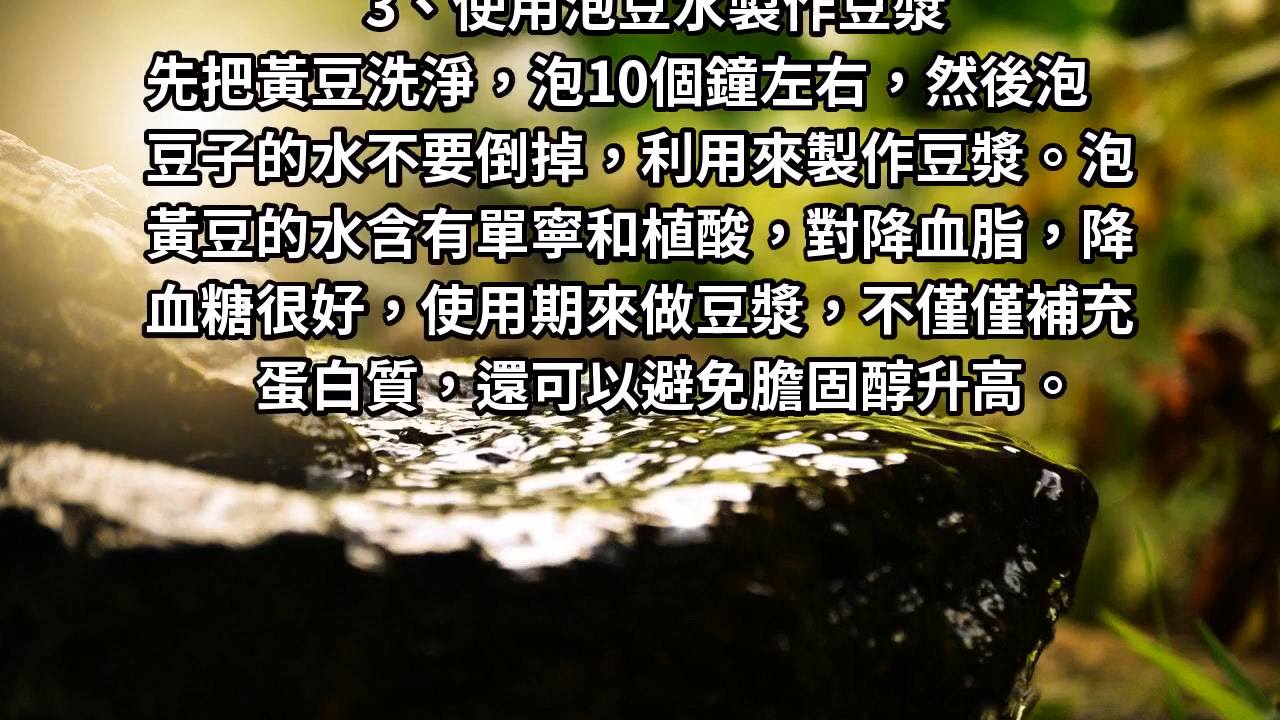 3、使用泡豆水製作豆漿
先把黃豆洗淨，泡10個鐘左右，然後泡
豆子的水不要倒掉，利用來製作豆漿。泡
黃豆的水含有單寧和植酸，對降血脂，降
血糖很好，使用期來做豆漿，不僅僅補充
蛋白質，還可以避免膽固醇升高。